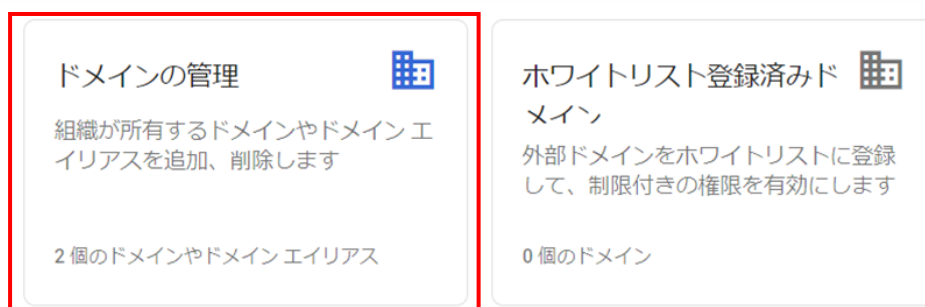 ドメインの管理
組織が所有するドメインやドメイン エ
イリアスを追加、削除します
2 個のドメインやドメイン エイリアス
ホワイトリスト登録済みド
メイン
外部ドメインをホワイトリストに登録
して、制限付きの権限を有効にします
0 個のドメイン